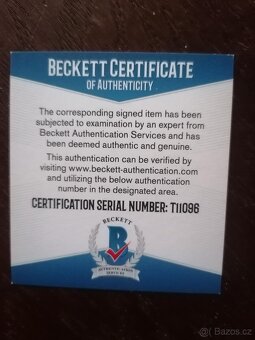 BECKETT CERTIFICATE
OF AUTHENTICITY
The corresponding signed item has been
subjected to examination by an expert from
Beckett Authentication Services and has
been deemed authentic and genuine.
This authentication can be verified by
visiting www.beckett-authentication.com
and utilizing the below authentication
number in the designated area.
CERTIFICATION SERIAL NUMBER: T11096
BECKETT
B
AUTHENTICATION
SERVICES
Bazos.cz